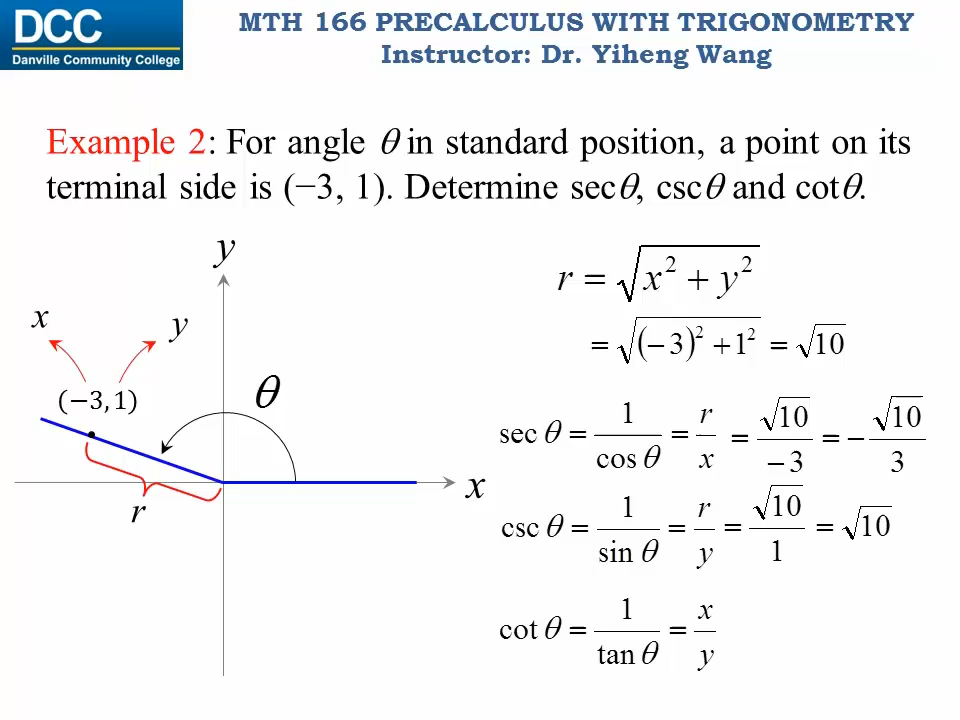 DCC
Danville Community College
MTH 166 PRECALCULUS WITH TRIGONOMETRY
Instructor: Dr. Yiheng Wang
Example 2: For angle θ in standard position, a point on its
terminal side is (−3, 1). Determine secθ, cscθ and cotθ.
y
x
y
(−3, 1)
θ
x
r
r = √(x² + y²)
= √((−3)² + 1²) = √10
sec θ = 1/cos θ = r/x = √10/−3 = −√10/3
csc θ = 1/sin θ = r/y = √10/1 = √10
cot θ = 1/tan θ = x/y